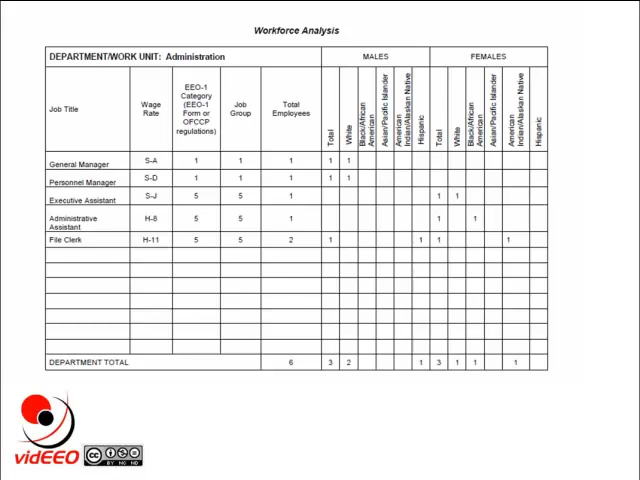 Workforce Analysis
DEPARTMENT/WORK UNIT: Administration MALES FEMALES
Job Title Wage Rate EEO-1 Category (EEO-1 Form or OFCCP regulations) Job Group Total Employees Total White Black/African American Asian/Pacific Islander American Indian/Alaskan Native Hispanic Total White Black/African American Asian/Pacific Islander American Indian/Alaskan Native Hispanic
General Manager S-A 1 1 1 1 1
Personnel Manager S-D 1 1 1 1 1
Executive Assistant S-J 5 5 1 1 1
Administrative Assistant H-8 5 5 1 1 1
File Clerk H-11 5 5 2 1 1 1 1
DEPARTMENT TOTAL 6 3 2 1 3 1 1 1
vidEEO
cc BY NC ND